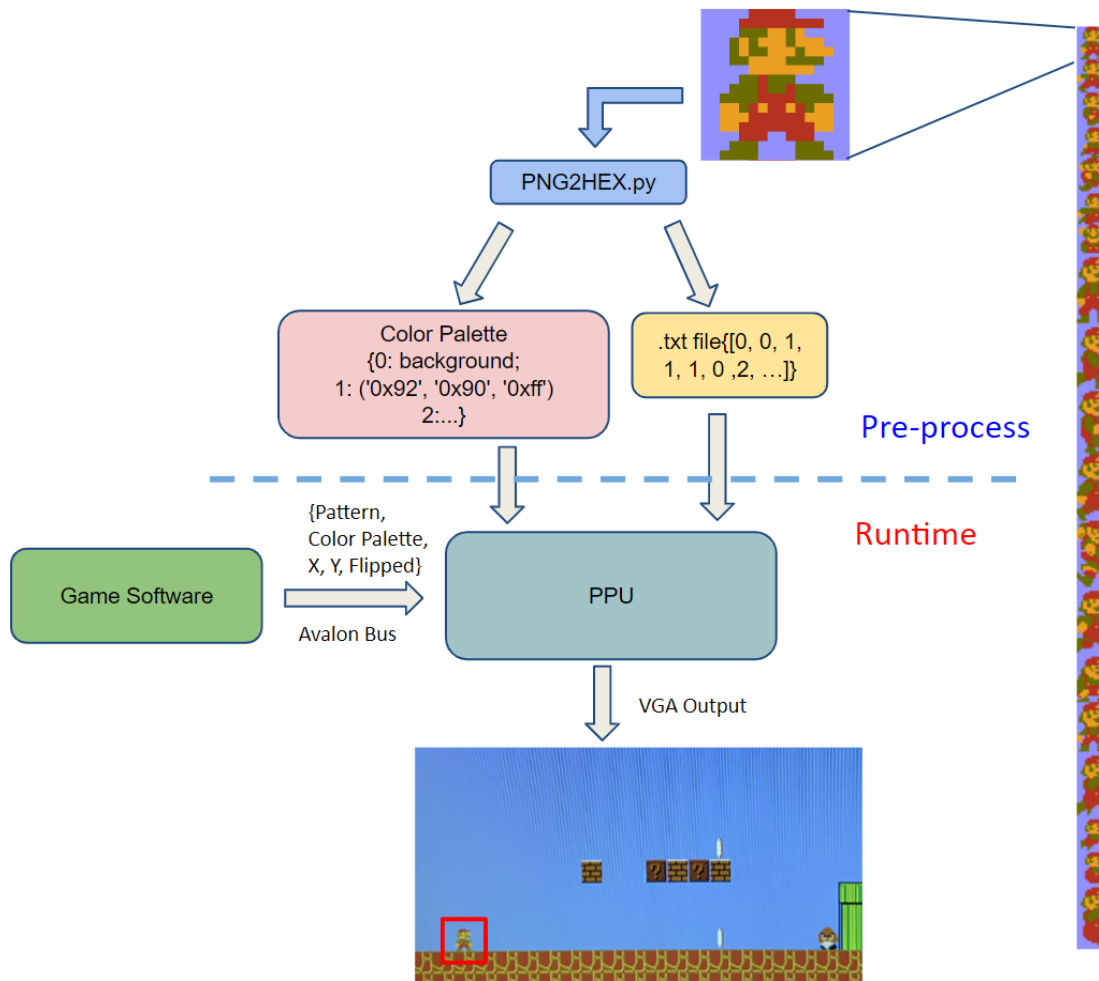 PNG2HEX.py
Color Palette
{0: background;
1: ('0x92', '0x90', '0xff')
2:...}
.txt file{[0, 0, 1,
1, 1, 0 ,2, …]}
Pre-process
Runtime
{Pattern,
Color Palette,
X, Y, Flipped}
Game Software
Avalon Bus
PPU
VGA Output
? ?